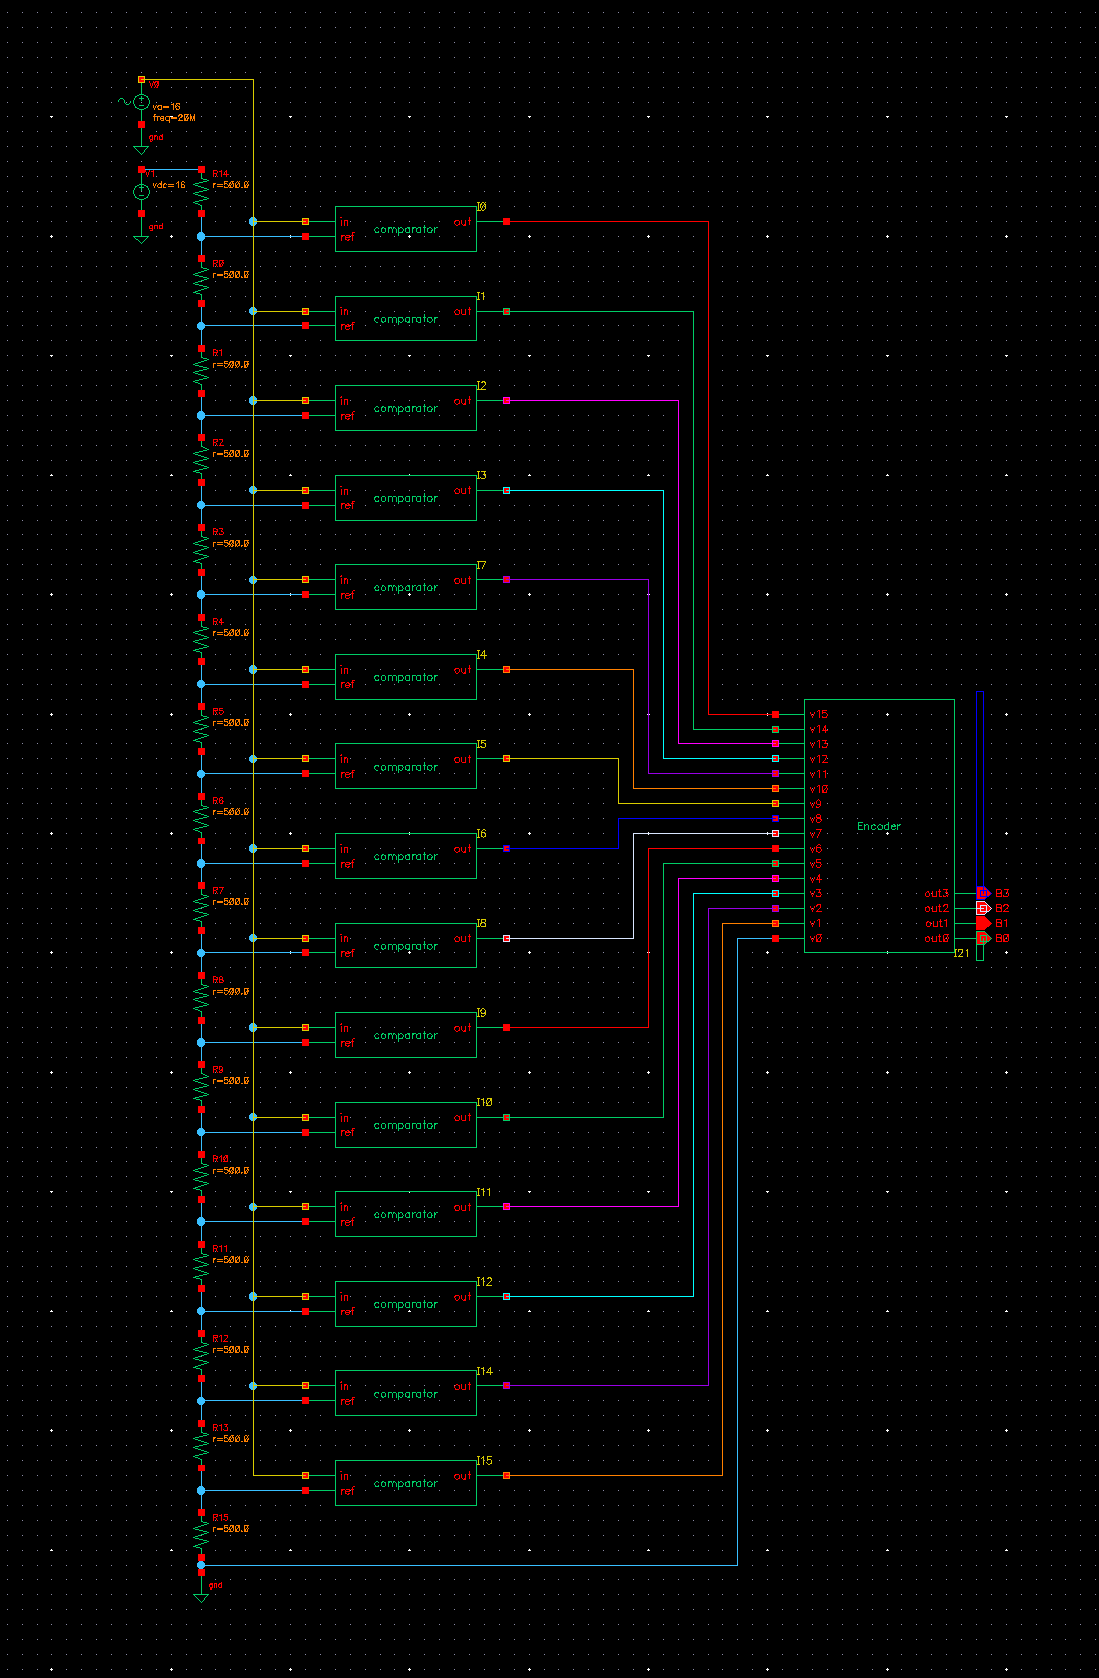 V0
va=16
freq=20M
gnd
V1
vdc=16
gnd
R14
r=500.0
I0
in
out
comparator
ref
R0
r=500.0
I1
in
out
comparator
ref
R1
r=500.0
I2
in
out
comparator
ref
R2
r=500.0
I3
in
out
comparator
ref
R3
r=500.0
I7
in
out
comparator
ref
R4
r=500.0
I4
in
out
comparator
ref
R5
r=500.0
I5
in
out
comparator
ref
R6
r=500.0
I6
in
out
comparator
ref
R7
r=500.0
I8
in
out
comparator
ref
R8
r=500.0
I9
in
out
comparator
ref
R9
r=500.0
I10
in
out
comparator
ref
R10
r=500.0
I11
in
out
comparator
ref
R11
r=500.0
I12
in
out
comparator
ref
R12
r=500.0
I14
in
out
comparator
ref
R13
r=500.0
I15
in
out
comparator
ref
R15
r=500.0
gnd
v15
v14
v13
v12
v11
v10
v9
v8
v7
v6
v5
v4
v3
v2
v1
v0
Encoder
out3 B3
out2 B2
out1 B1
out0 B0
I21